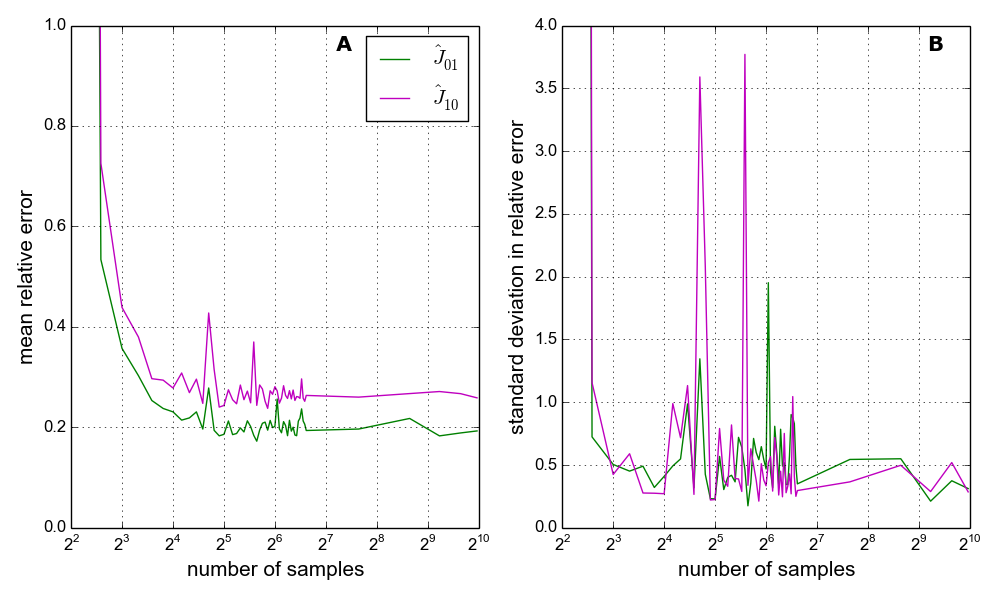 A
Ĵ₀₁
Ĵ₁₀
1.0
0.8
0.6
0.4
0.2
0.0
mean relative error
2² 2³ 2⁴ 2⁵ 2⁶ 2⁷ 2⁸ 2⁹ 2¹⁰
number of samples
B
4.0
3.5
3.0
2.5
2.0
1.5
1.0
0.5
0.0
standard deviation in relative error
2² 2³ 2⁴ 2⁵ 2⁶ 2⁷ 2⁸ 2⁹ 2¹⁰
number of samples